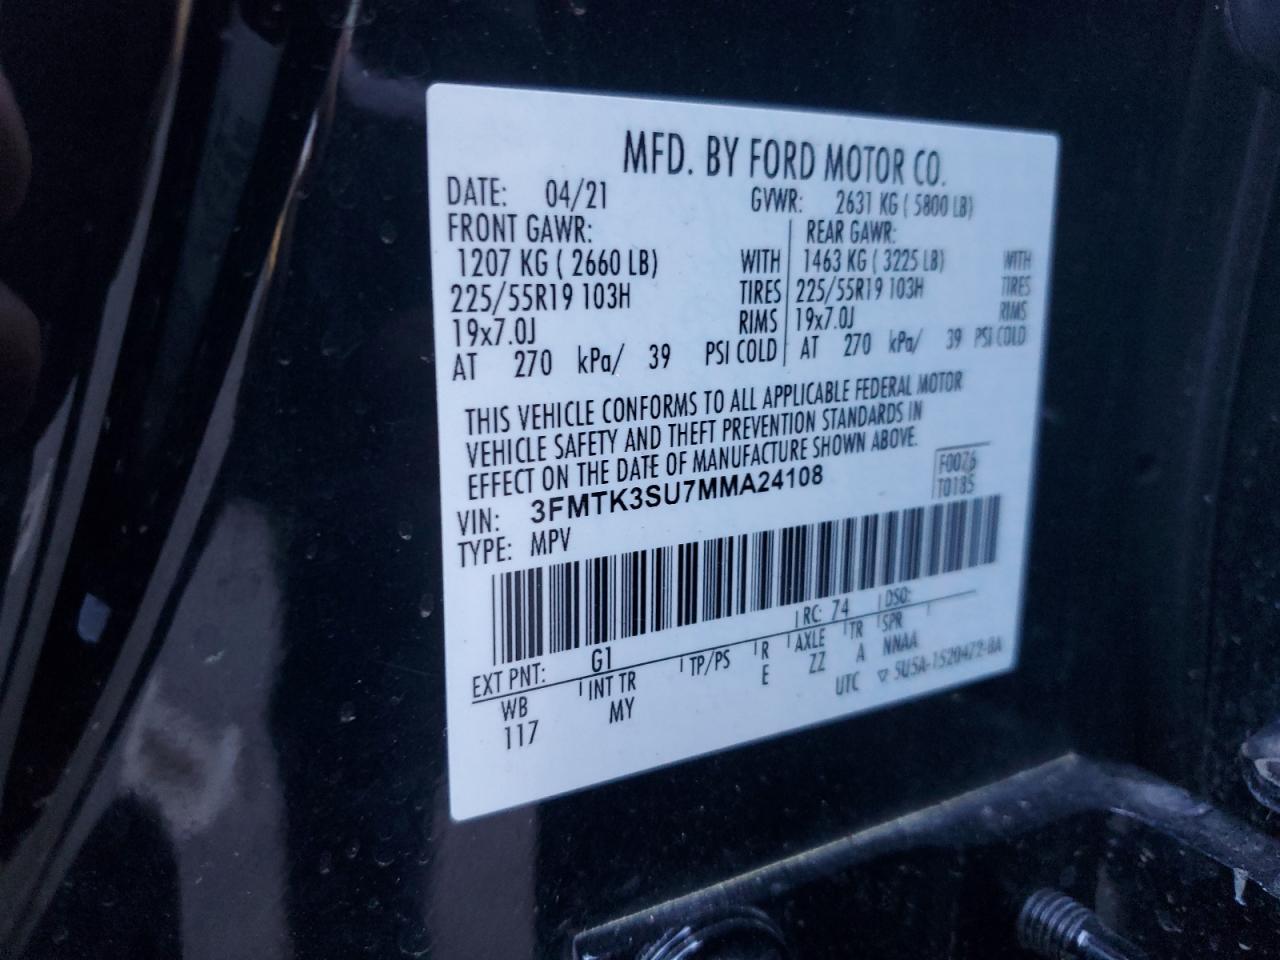 MFD. BY FORD MOTOR CO.
DATE: 04/21 GVWR: 2631 KG ( 5800 LB)
FRONT GAWR: REAR GAWR:
1207 KG ( 2660 LB) WITH 1463 KG ( 3225 LB) WITH
225/55R19 103H TIRES 225/55R19 103H TIRES
19x7.0J RIMS 19x7.0J RIMS
AT 270 kPa/ 39 PSI COLD AT 270 kPa/ 39 PSI COLD
THIS VEHICLE CONFORMS TO ALL APPLICABLE FEDERAL MOTOR
VEHICLE SAFETY AND THEFT PREVENTION STANDARDS IN
EFFECT ON THE DATE OF MANUFACTURE SHOWN ABOVE.
VIN: 3FMTK3SU7MMA24108
TYPE: MPV
F0076
T0185
EXT PNT: G1 RC: 74 DSO:
WB INT TR TP/PS R AXLE TR SPR
117 MY E ZZ A NNAA
UTC ▽ 5U5A-1520472-BA